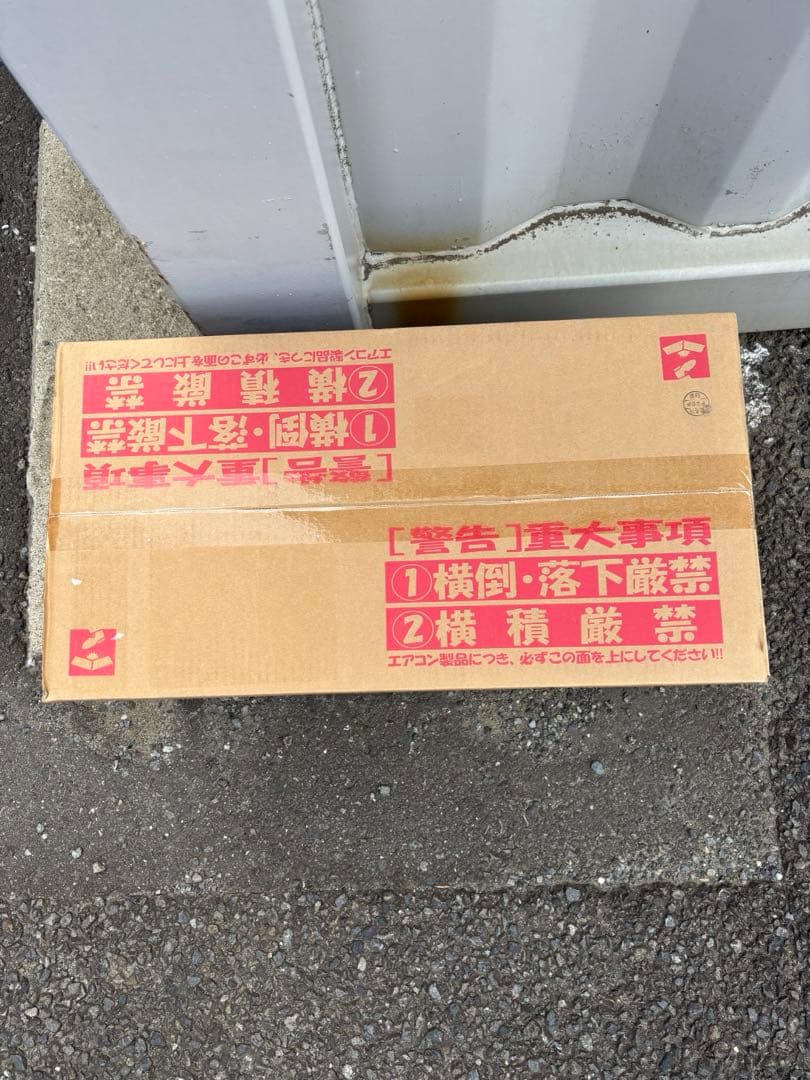 エアコン製品につき、必ずこの面を上にしてください!!
②横積厳禁
①横倒・落下厳禁
[警告]重大事項
[警告]重大事項
①横倒・落下厳禁
②横積厳禁
エアコン製品につき、必ずこの面を上にしてください!!